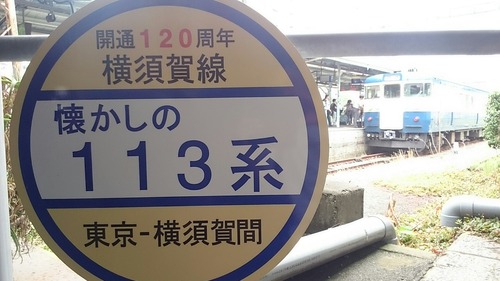 開通120周年
横須賀線
懐かしの
113系
東京-横須賀間